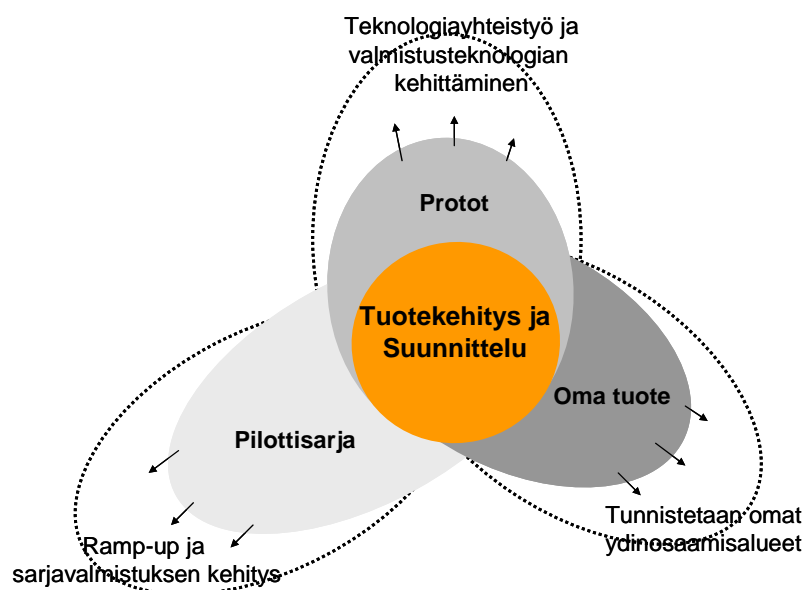 Teknologiayhteistyö ja
valmistusteknologian
kehittäminen
Protot
Tuotekehitys ja
Suunnittelu
Oma tuote
Pilottisarja
Tunnistetaan omat
ydinosaamisalueet
Ramp-up ja
sarjavalmistuksen kehitys